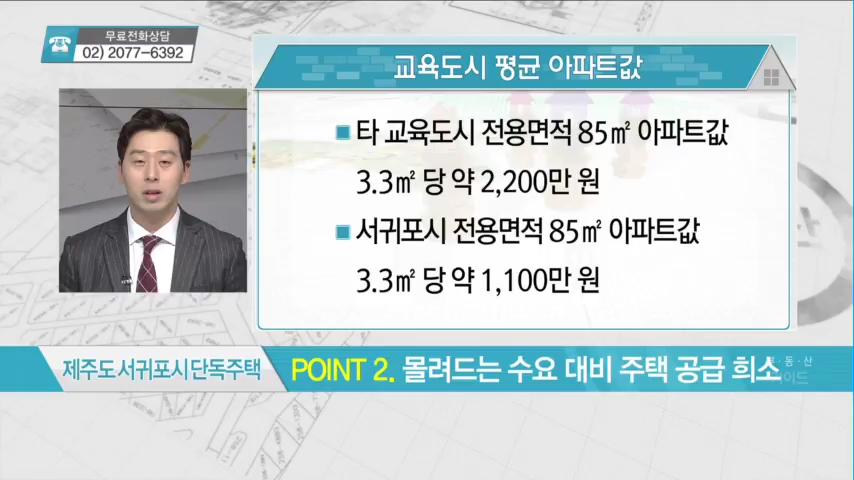 무료전화상담
02) 2077-6392
교육도시 평균 아파트값
타 교육도시 전용면적 85㎡ 아파트값
3.3㎡ 당 약 2,200만 원
서귀포시 전용면적 85㎡ 아파트값
3.3㎡ 당 약 1,100만 원
제주도 서귀포시 단독주택
POINT 2. 몰려드는 수요 대비 주택 공급 희소